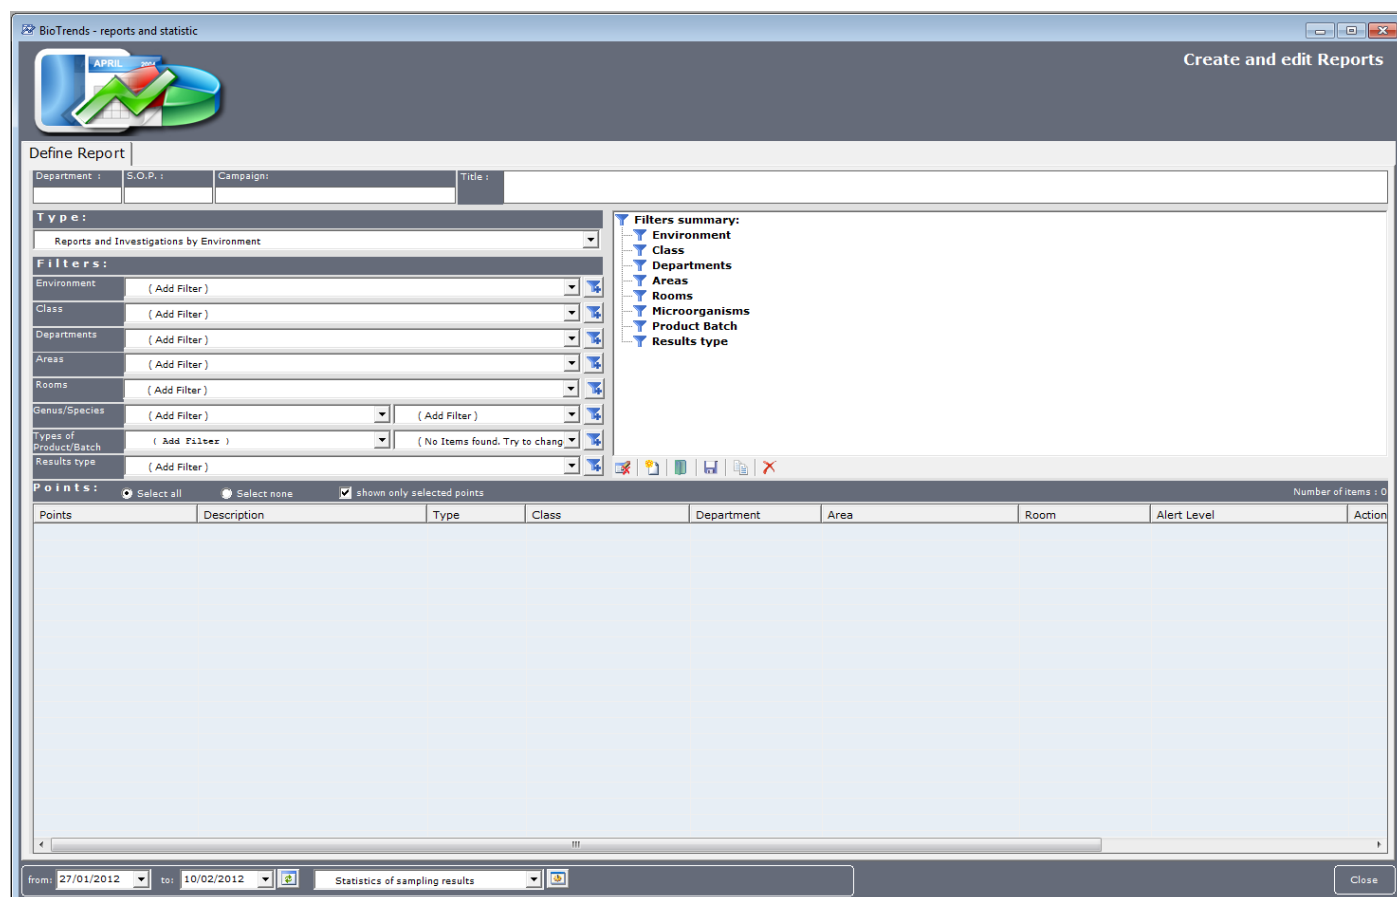 BioTrends - reports and statistic
APRIL 2004
Create and edit Reports
Define Report
Department : S.O.P. : Campaign: Title :
Type:
Reports and Investigations by Environment
Filters:
Environment ( Add Filter )
Class ( Add Filter )
Departments ( Add Filter )
Areas ( Add Filter )
Rooms ( Add Filter )
Genus/Species ( Add Filter ) ( Add Filter )
Types of
Product/Batch ( Add Filter ) ( No Items found. Try to chang
Results type ( Add Filter )
Filters summary:
Environment
Class
Departments
Areas
Rooms
Microorganisms
Product Batch
Results type
Points: Select all Select none shown only selected points Number of items : 0
Points Description Type Class Department Area Room Alert Level Action
from: 27/01/2012 to: 10/02/2012 Statistics of sampling results Close